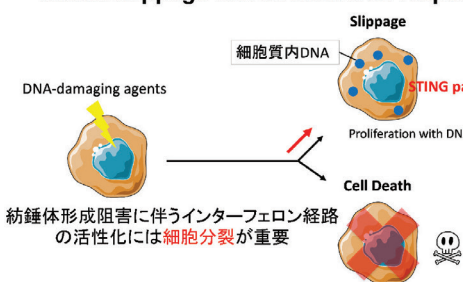 Slippage
細胞質内DNA
DNA-damaging agents
STING
Proliferation with DN
Cell Death
紡錘体形成阻害に伴うインターフェロン経路
の活性化には細胞分裂が重要